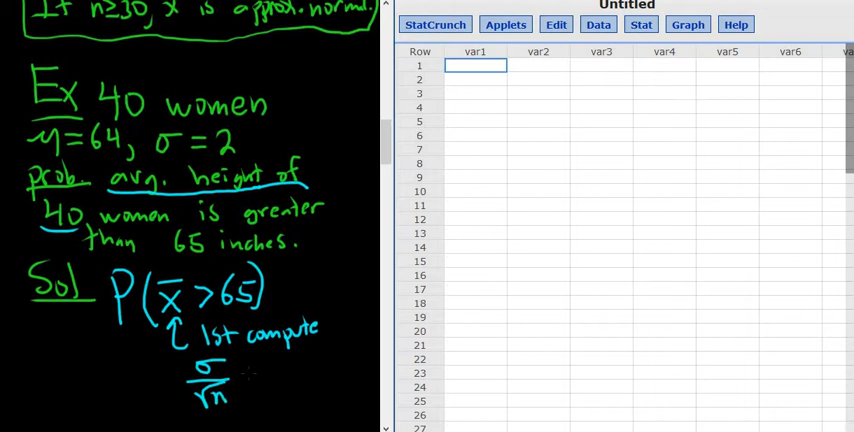 If n≥30, x̄ is approx. normal.
Ex 40 women
μ=64, σ=2
prob. avg. height of
40 women is greater
than 65 inches.
Sol P(x̄>65)
1st compute
σ/√n
Untitled
StatCrunch Applets Edit Data Stat Graph Help
Row var1 var2 var3 var4 var5 var6 va
1
2
3
4
5
6
7
8
9
10
11
12
13
14
15
16
17
18
19
20
21
22
23
24
25
26
27